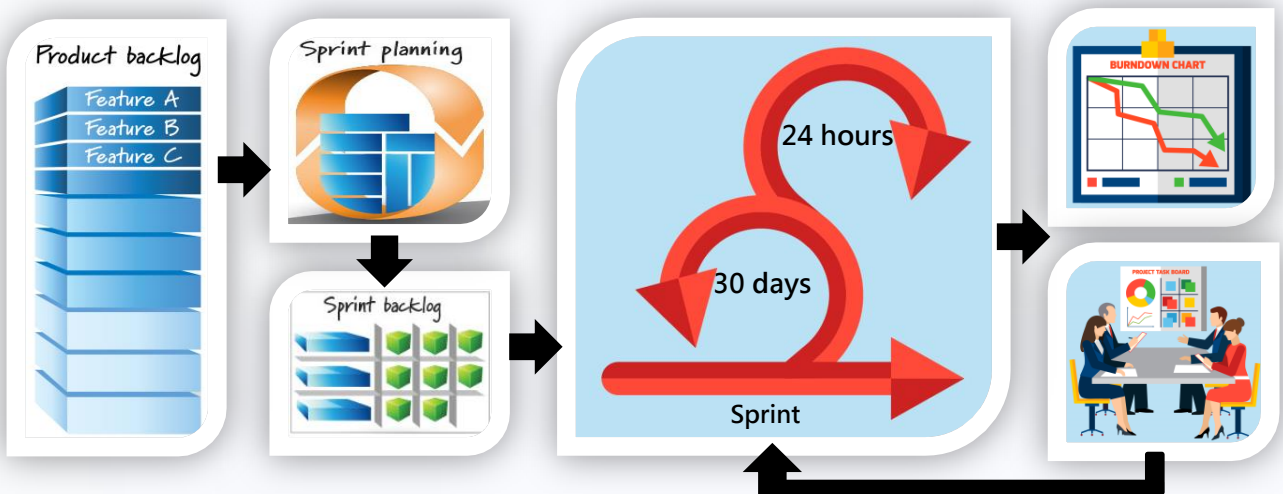 Product backlog
Feature A
Feature B
Feature C
Sprint planning
Sprint backlog
24 hours
30 days
Sprint
BURNDOWN CHART
PROJECT TASK BOARD